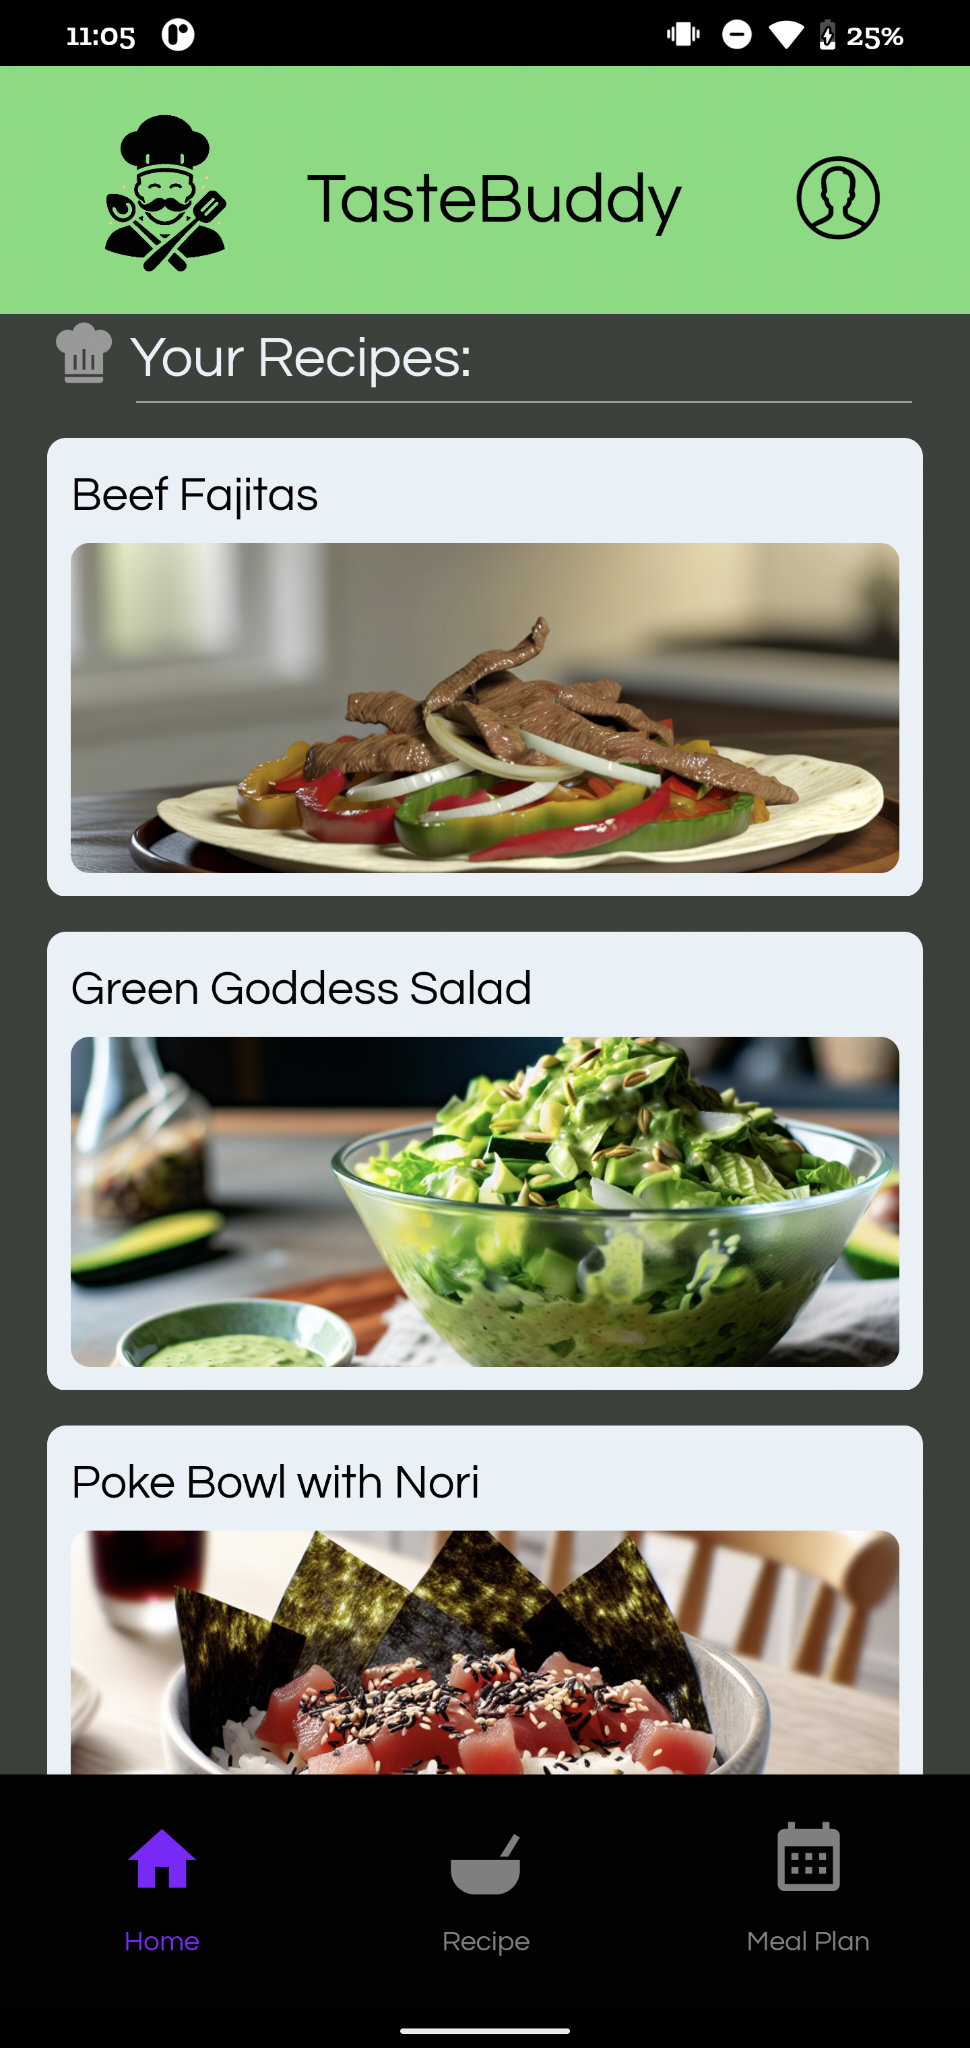 11:05
25%
TasteBuddy
Your Recipes:
Beef Fajitas
Green Goddess Salad
Poke Bowl with Nori
Home
Recipe
Meal Plan